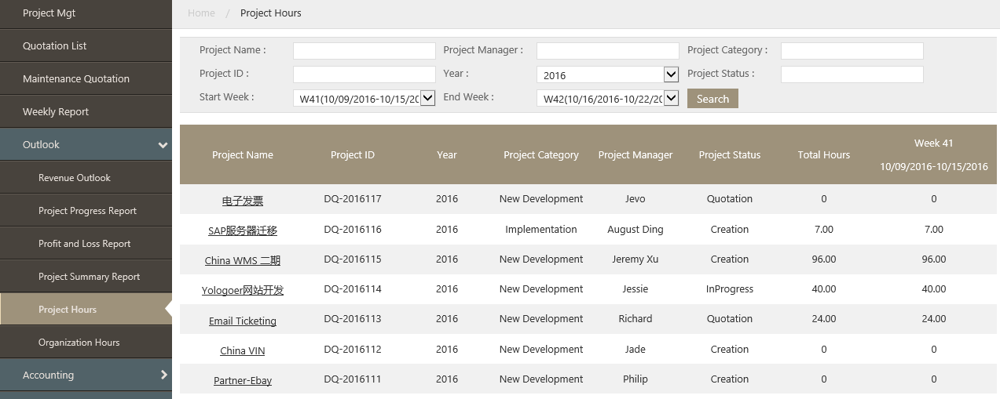 Project Mgt
Quotation List
Maintenance Quotation
Weekly Report
Outlook
Revenue Outlook
Project Progress Report
Profit and Loss Report
Project Summary Report
Project Hours
Organization Hours
Accounting
Home / Project Hours
Project Name : Project Manager : Project Category :
Project ID : Year : 2016 Project Status :
Start Week : W41(10/09/2016-10/15/20 End Week : W42(10/16/2016-10/22/20 Search
Project Name Project ID Year Project Category Project Manager Project Status Total Hours Week 41
10/09/2016-10/15/2016
电子发票 DQ-2016117 2016 New Development Jevo Quotation 0 0
SAP服务器迁移 DQ-2016116 2016 Implementation August Ding Creation 7.00 7.00
China WMS 二期 DQ-2016115 2016 New Development Jeremy Xu Creation 96.00 96.00
Yologoer网站开发 DQ-2016114 2016 New Development Jessie InProgress 40.00 40.00
Email Ticketing DQ-2016113 2016 New Development Richard Quotation 24.00 24.00
China VIN DQ-2016112 2016 New Development Jade Creation 0 0
Partner-Ebay DQ-2016111 2016 New Development Philip Creation 0 0